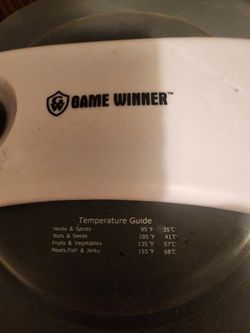 GW
GAME WINNER™
Temperature Guide
Herbs & Spices 95 °F 35℃
Nuts & Seeds 105 °F 41℃
Fruits & Vegetables 135 °F 57℃
Meats,Fish & Jerky 155 °F 68℃